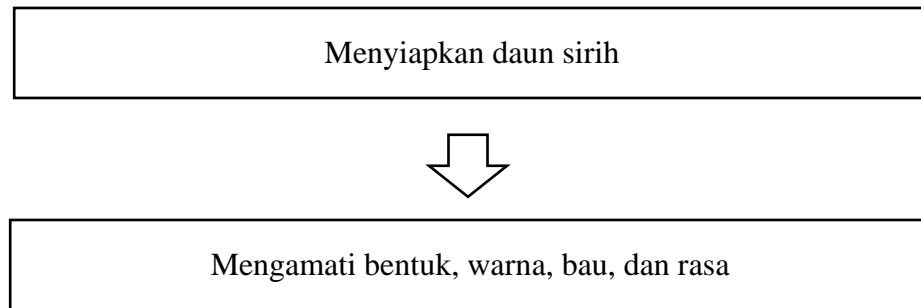 Menyiapkan daun sirih
Mengamati bentuk, warna, bau, dan rasa